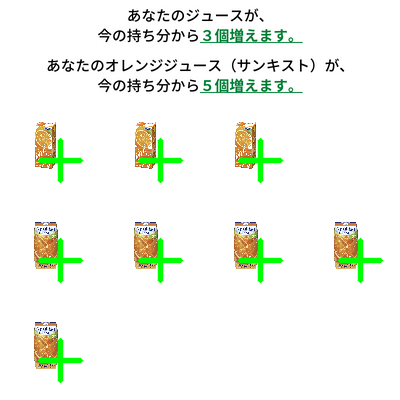 あなたのジュースが、
今の持ち分から３個増えます。
あなたのオレンジジュース（サンキスト）が、
今の持ち分から５個増えます。